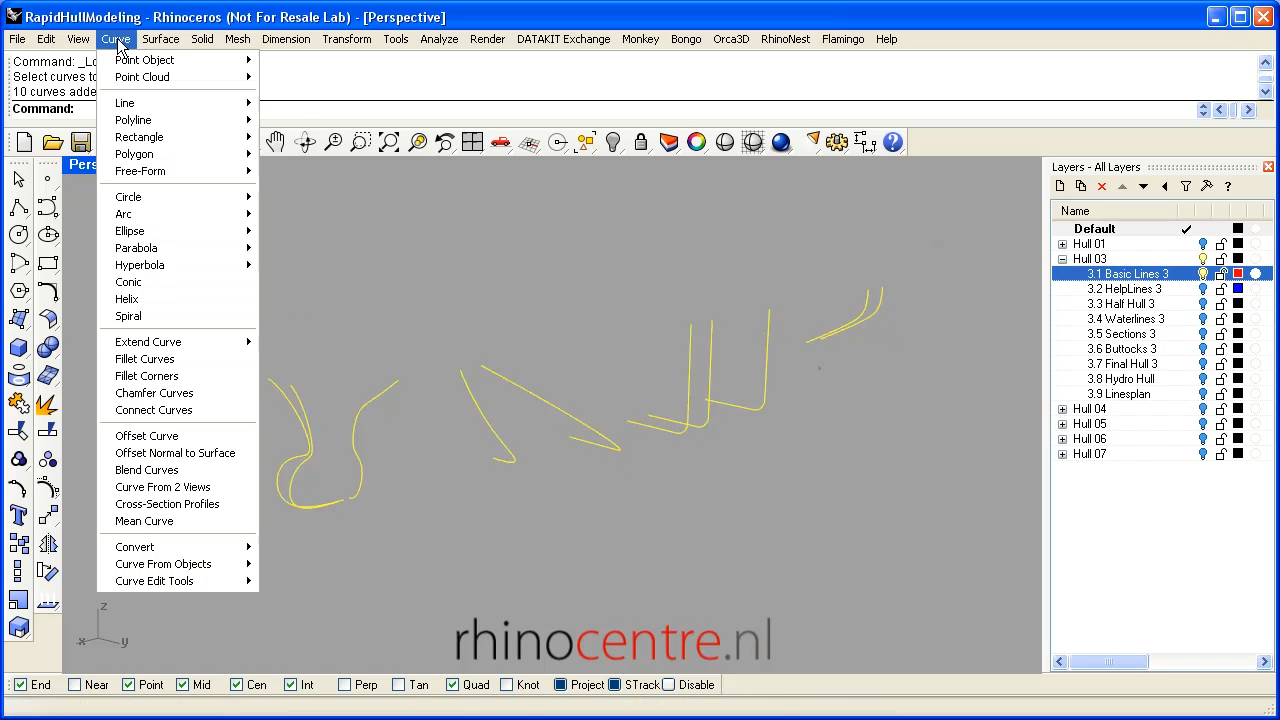 RapidHullModeling - Rhinoceros (Not For Resale Lab) - [Perspective]
File Edit View Curve Surface Solid Mesh Dimension Transform Tools Analyze Render DATAKIT Exchange Monkey Bongo Orca3D RhinoNest Flamingo Help
Command: _Lo
Select curves to
10 curves adde
Command:
Pers
Point Object
Point Cloud
Line
Polyline
Rectangle
Polygon
Free-Form
Circle
Arc
Ellipse
Parabola
Hyperbola
Conic
Helix
Spiral
Extend Curve
Fillet Curves
Fillet Corners
Chamfer Curves
Connect Curves
Offset Curve
Offset Normal to Surface
Blend Curves
Curve From 2 Views
Cross-Section Profiles
Mean Curve
Convert
Curve From Objects
Curve Edit Tools
Layers - All Layers
Name
Default
Hull 01
Hull 03
3.1 Basic Lines 3
3.2 HelpLines 3
3.3 Half Hull 3
3.4 Waterlines 3
3.5 Sections 3
3.6 Buttocks 3
3.7 Final Hull 3
3.8 Hydro Hull
3.9 Linesplan
Hull 04
Hull 05
Hull 06
Hull 07
z
x y
rhinocentre.nl
End Near Point Mid Cen Int Perp Tan Quad Knot Project STrack Disable